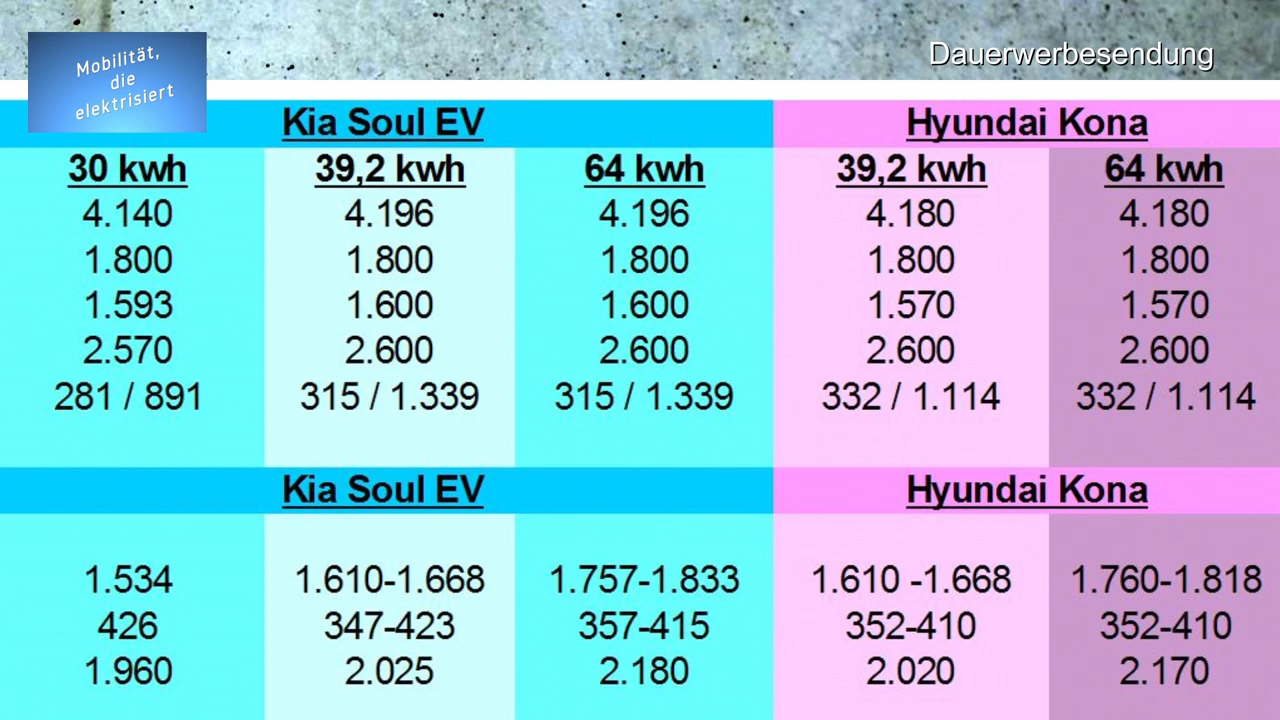 Mobilität,
die
elektrisiert
Dauerwerbesendung
Kia Soul EV Hyundai Kona
30 kwh 39,2 kwh 64 kwh 39,2 kwh 64 kwh
4.140 4.196 4.196 4.180 4.180
1.800 1.800 1.800 1.800 1.800
1.593 1.600 1.600 1.570 1.570
2.570 2.600 2.600 2.600 2.600
281 / 891 315 / 1.339 315 / 1.339 332 / 1.114 332 / 1.114
Kia Soul EV Hyundai Kona
1.534 1.610-1.668 1.757-1.833 1.610 -1.668 1.760-1.818
426 347-423 357-415 352-410 352-410
1.960 2.025 2.180 2.020 2.170